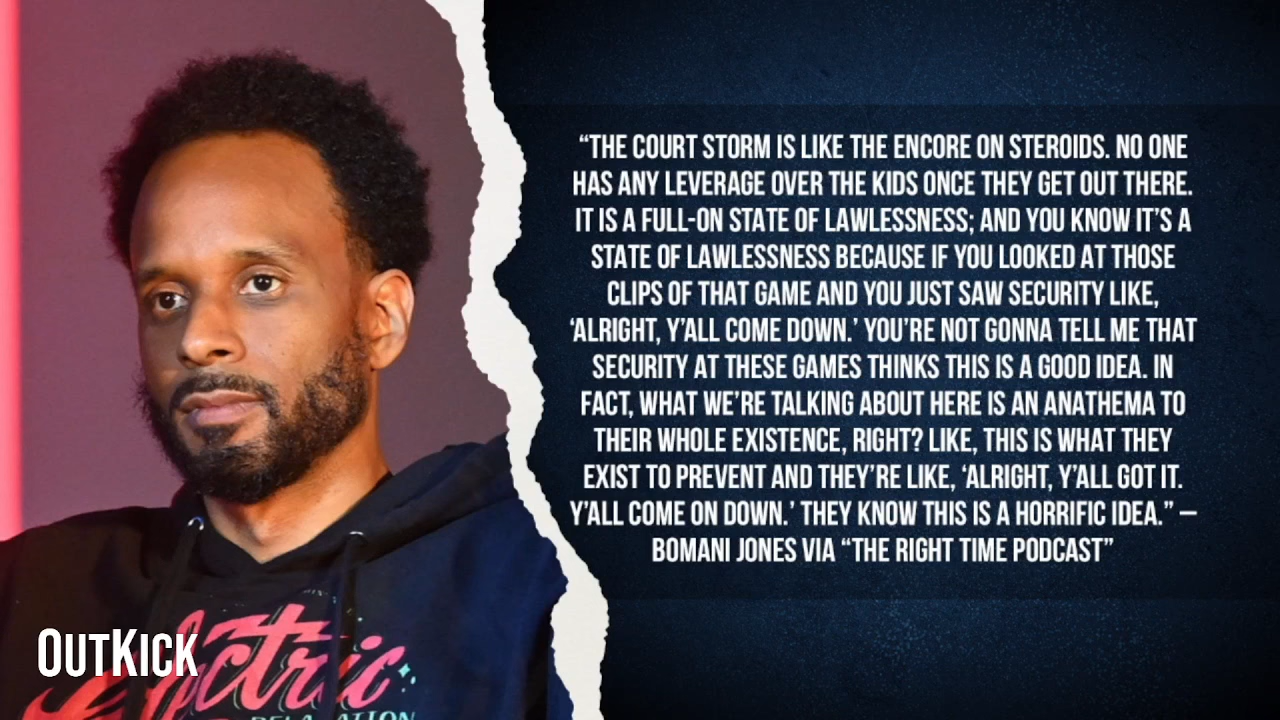 “THE COURT STORM IS LIKE THE ENCORE ON STEROIDS. NO ONE
HAS ANY LEVERAGE OVER THE KIDS ONCE THEY GET OUT THERE.
IT IS A FULL-ON STATE OF LAWLESSNESS; AND YOU KNOW IT’S A
STATE OF LAWLESSNESS BECAUSE IF YOU LOOKED AT THOSE
CLIPS OF THAT GAME AND YOU JUST SAW SECURITY LIKE,
‘ALRIGHT, Y’ALL COME DOWN.’ YOU’RE NOT GONNA TELL ME THAT
SECURITY AT THESE GAMES THINKS THIS IS A GOOD IDEA. IN
FACT, WHAT WE’RE TALKING ABOUT HERE IS AN ANATHEMA TO
THEIR WHOLE EXISTENCE, RIGHT? LIKE, THIS IS WHAT THEY
EXIST TO PREVENT AND THEY’RE LIKE, ‘ALRIGHT, Y’ALL GOT IT.
Y’ALL COME ON DOWN.’ THEY KNOW THIS IS A HORRIFIC IDEA.” –
BOMANI JONES VIA “THE RIGHT TIME PODCAST”
OUTKICK